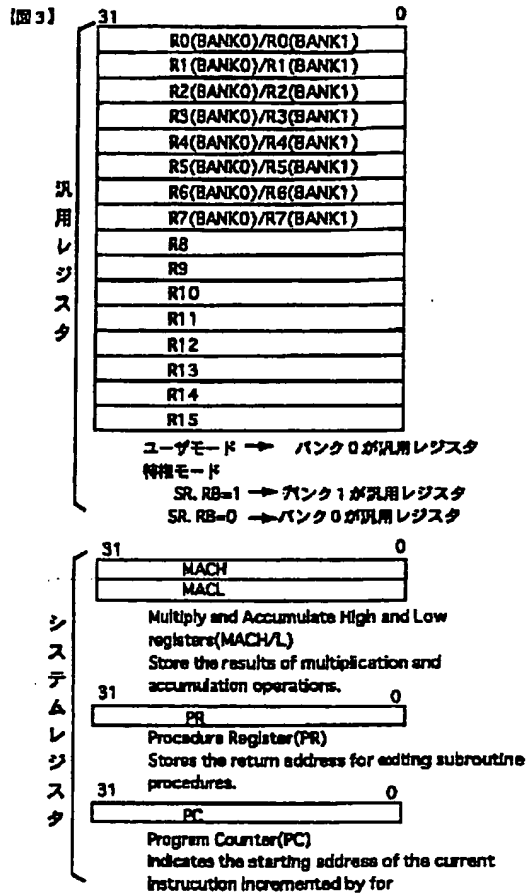 【図3】
31 0
R0(BANK0)/R0(BANK1)
R1(BANK0)/R1(BANK1)
R2(BANK0)/R2(BANK1)
R3(BANK0)/R3(BANK1)
R4(BANK0)/R4(BANK1)
R5(BANK0)/R5(BANK1)
R6(BANK0)/R6(BANK1)
R7(BANK0)/R7(BANK1)
R8
R9
R10
R11
R12
R13
R14
R15
汎用レジスタ
ユーザモード → バンク0が汎用レジスタ
特権モード
SR. RB=1 → バンク1が汎用レジスタ
SR. RB=0 → バンク0が汎用レジスタ
システムレジスタ
31 0
MACH
MACL
Multiply and Accumulate High and Low
registers(MACH/L)
Store the results of multiplication and
accumulation operations.
31 0
PR
Procedure Register(PR)
Stores the return address for exiting subroutine
procedures.
31 0
PC
Program Counter(PC)
Indicates the starting address of the current
instrucution incremented by for